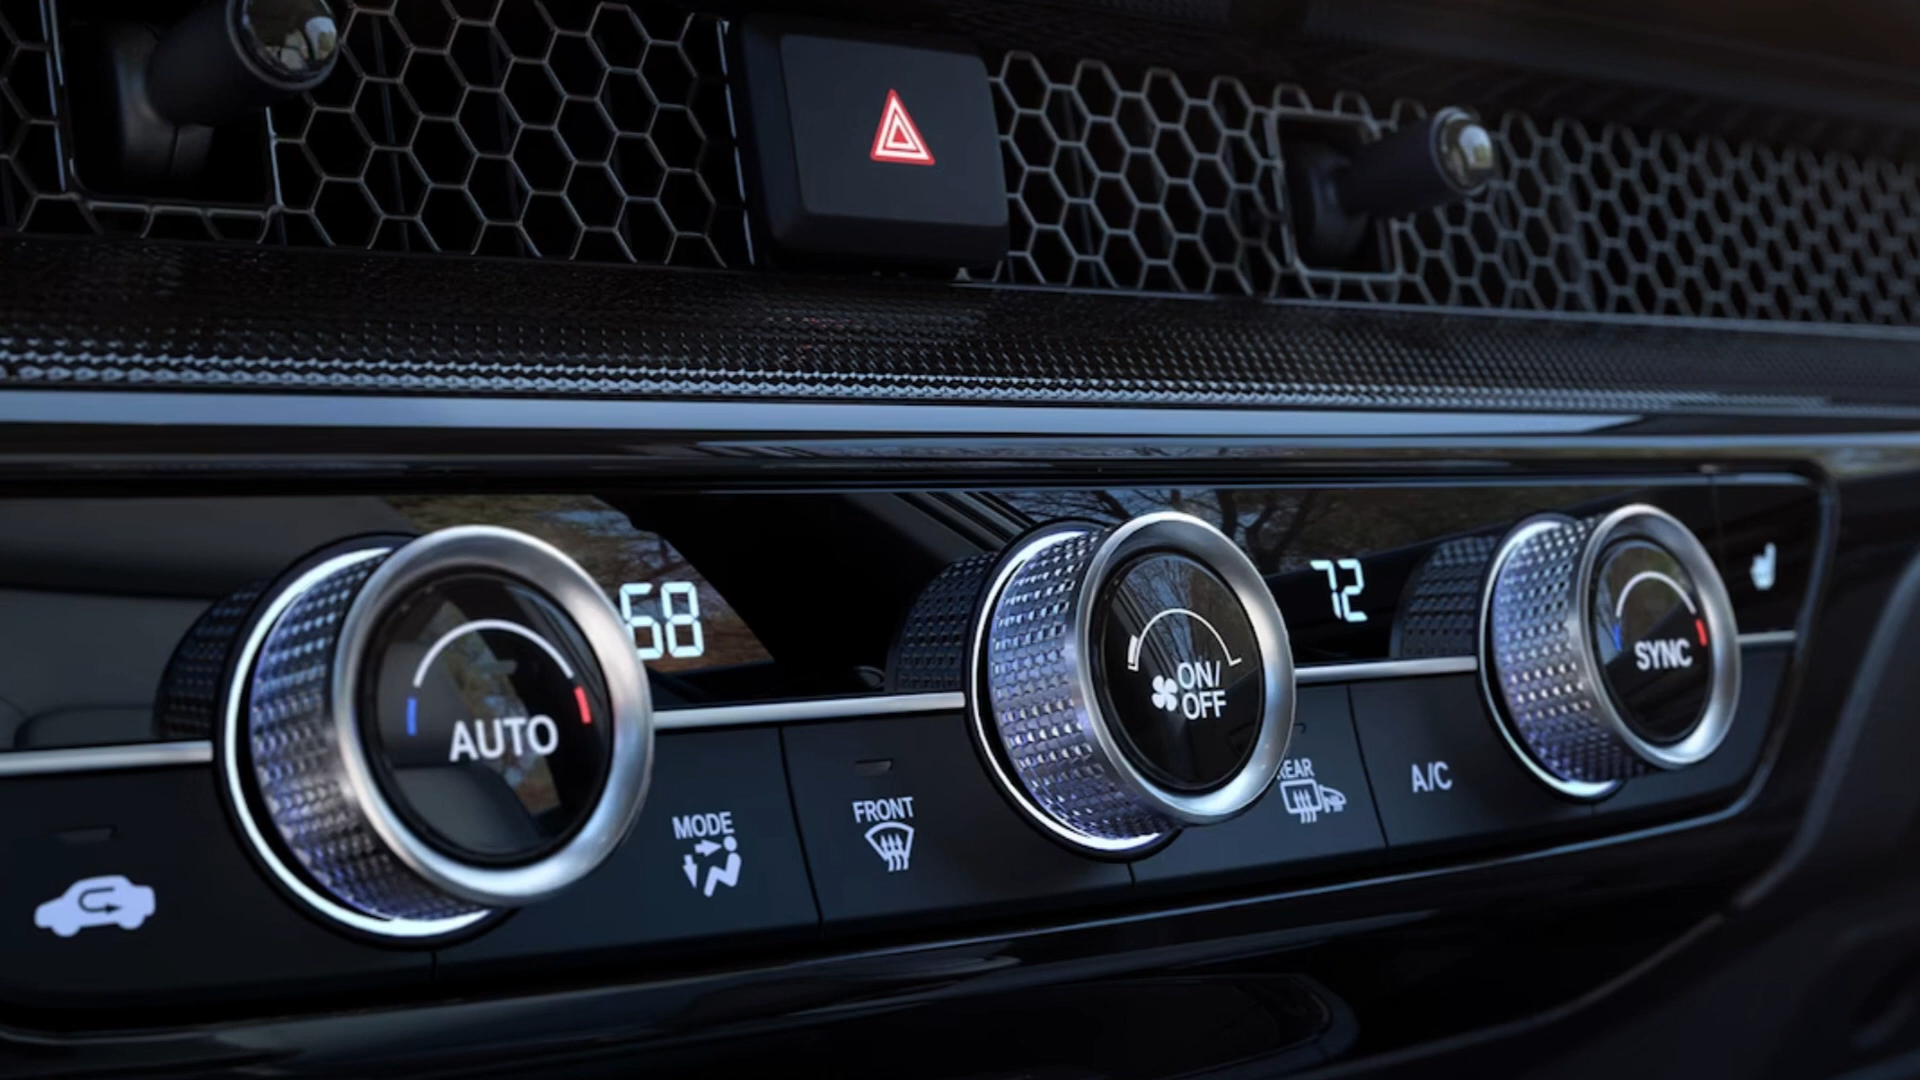 68
72
AUTO
ON/
OFF
SYNC
MODE
FRONT
REAR
A/C